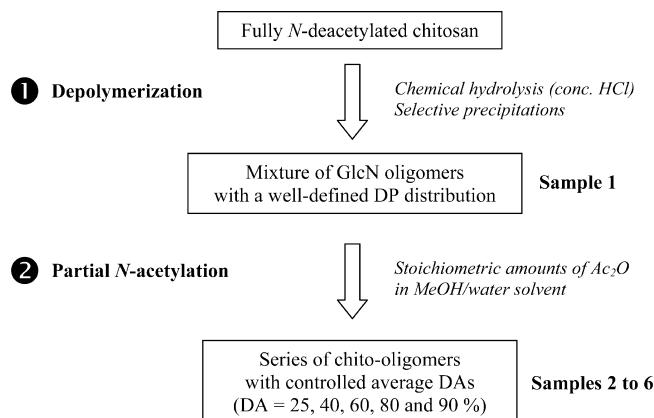 Fully N-deacetylated chitosan
❶ Depolymerization
Chemical hydrolysis (conc. HCl)
Selective precipitations
Mixture of GlcN oligomers
with a well-defined DP distribution
Sample 1
❷ Partial N-acetylation
Stoichiometric amounts of Ac₂O
in MeOH/water solvent
Series of chito-oligomers
with controlled average DAs
(DA = 25, 40, 60, 80 and 90 %)
Samples 2 to 6